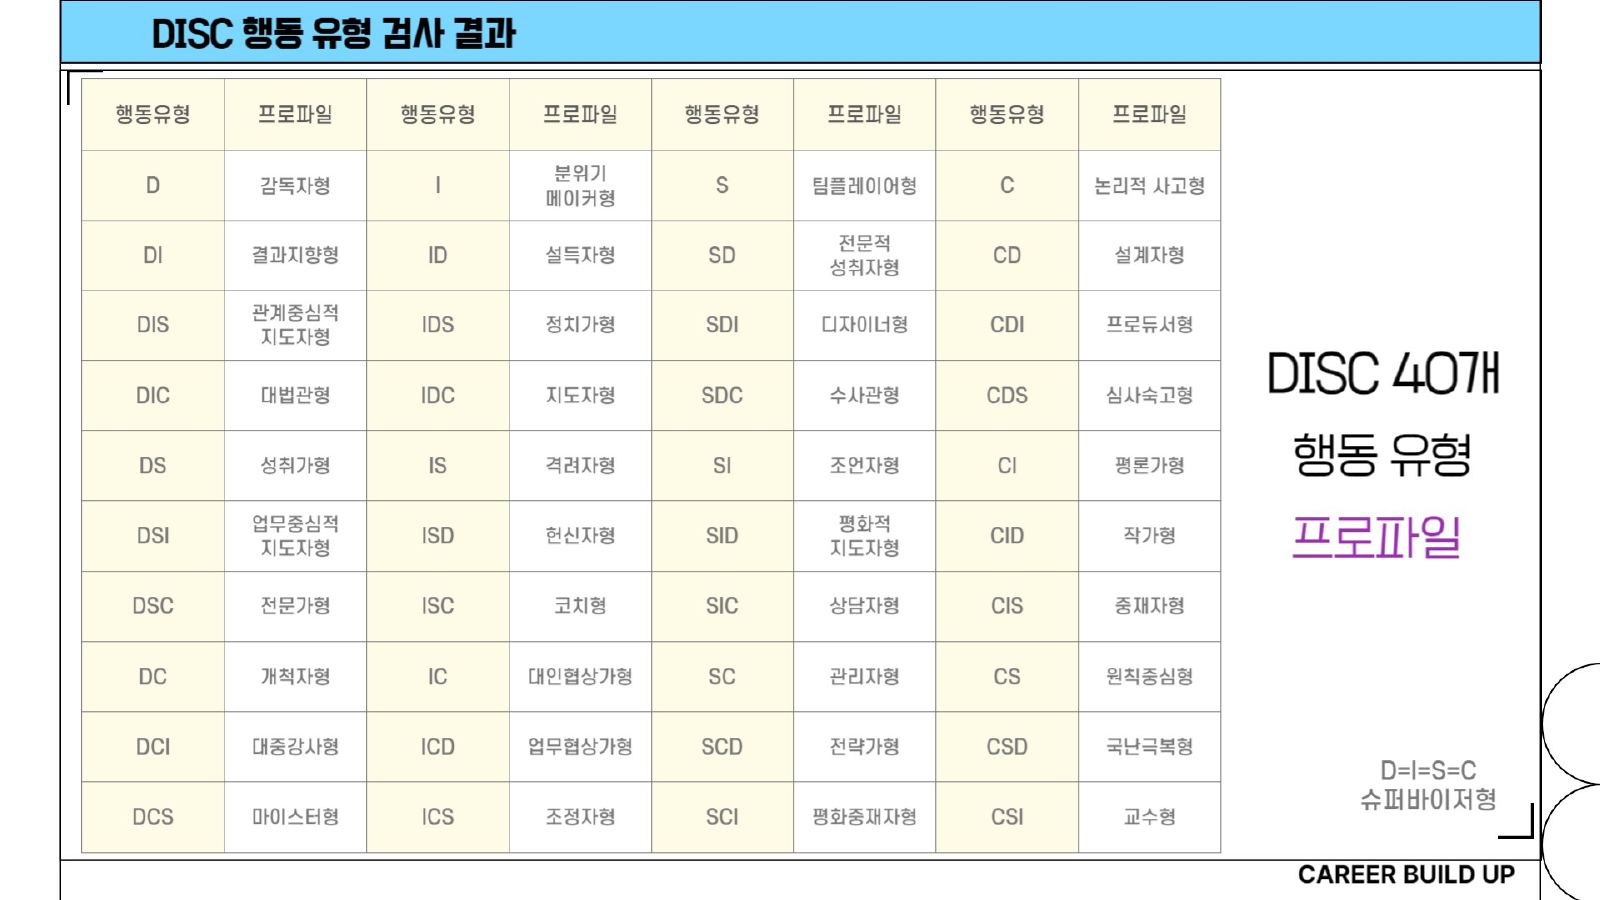 DISC 행동 유형 검사 결과
행동유형 프로파일 행동유형 프로파일 행동유형 프로파일 행동유형 프로파일
D 감독자형 I 분위기 메이커형 S 팀플레이어형 C 논리적 사고형
DI 결과지향형 ID 설득자형 SD 전문적 성취자형 CD 설계자형
DIS 관계중심적 지도자형 IDS 정치가형 SDI 디자이너형 CDI 프로듀서형
DIC 대법관형 IDC 지도자형 SDC 수사관형 CDS 심사숙고형
DS 성취가형 IS 격려자형 SI 조언자형 CI 평론가형
DSI 업무중심적 지도자형 ISD 헌신자형 SID 평화적 지도자형 CID 작가형
DSC 전문가형 ISC 코치형 SIC 상담자형 CIS 중재자형
DC 개척자형 IC 대인협상가형 SC 관리자형 CS 원칙중심형
DCI 대중강사형 ICD 업무협상가형 SCD 전략가형 CSD 국난극복형
DCS 마이스터형 ICS 조정자형 SCI 평화중재자형 CSI 교수형
DISC 40개
행동 유형
프로파일
D=I=S=C
슈퍼바이저형
CAREER BUILD UP